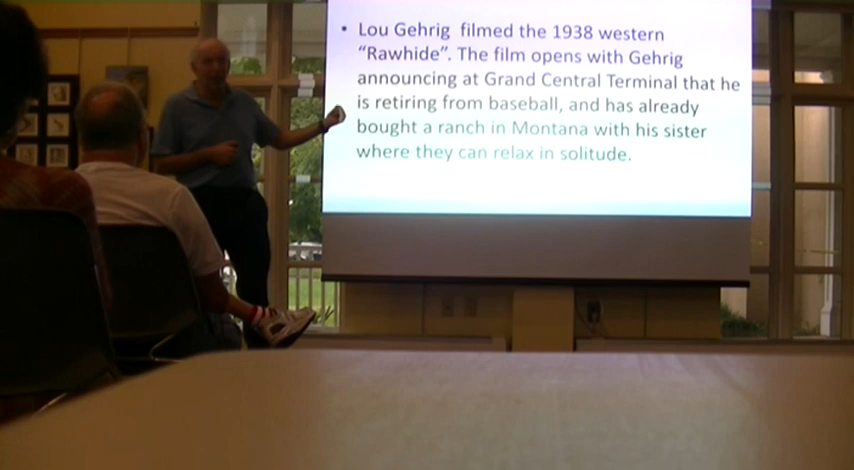 • Lou Gehrig filmed the 1938 western
“Rawhide”. The film opens with Gehrig
announcing at Grand Central Terminal that he
is retiring from baseball, and has already
bought a ranch in Montana with his sister
where they can relax in solitude.